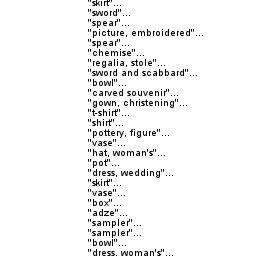 "skirt"...
"sword"...
"spear"...
"picture, embroidered"...
"spear"...
"chemise"...
"regalia, stole"...
"sword and scabbard"...
"bowl"...
"carved souvenir"...
"gown, christening"...
"t-shirt"...
"shirt"...
"pottery, figure"...
"vase"...
"hat, woman's"...
"pot"...
"dress, wedding"...
"skirt"...
"vase"...
"box"...
"adze"...
"sampler"...
"sampler"...
"bowl"...
"dress, woman's"...